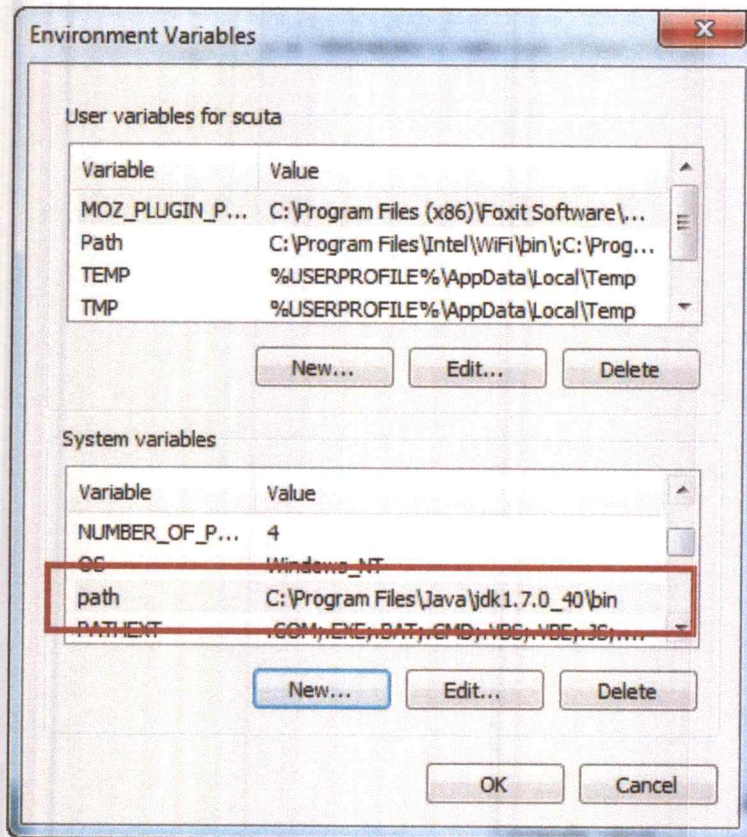 Environment Variables
User variables for scuta
Variable Value
MOZ_PLUGIN_P... C:\Program Files (x86)\Foxit Software\...
Path C:\Program Files\Intel\WiFi\bin\;C:\Prog...
TEMP %USERPROFILE%\AppData\Local\Temp
TMP %USERPROFILE%\AppData\Local\Temp
New... Edit... Delete
System variables
Variable Value
NUMBER_OF_P... 4
OS Windows_NT
path C:\Program Files\Java\jdk1.7.0_40\bin
PATHEXT .COM;.EXE;.BAT;.CMD;.VBS;.VBE;.JS;....
New... Edit... Delete
OK Cancel